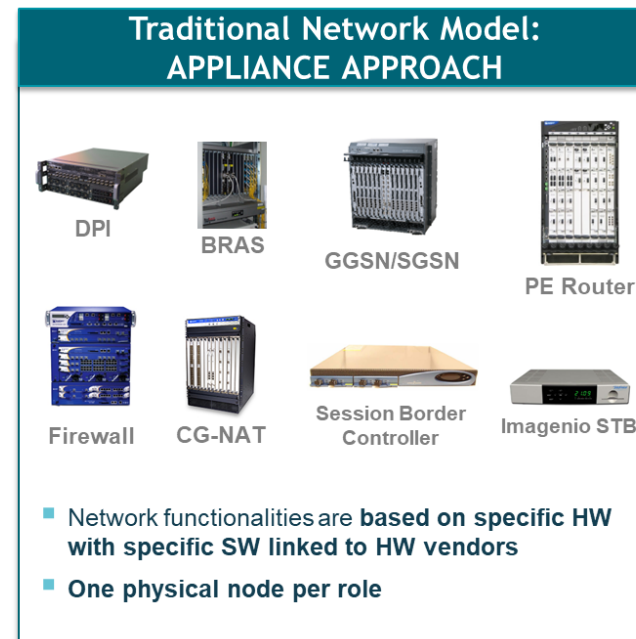 Traditional Network Model:
APPLIANCE APPROACH
DPI
BRAS
GGSN/SGSN
PE Router
Firewall
CG-NAT
Session Border
Controller
Imagenio STB
Network functionalities are based on specific HW
with specific SW linked to HW vendors
One physical node per role